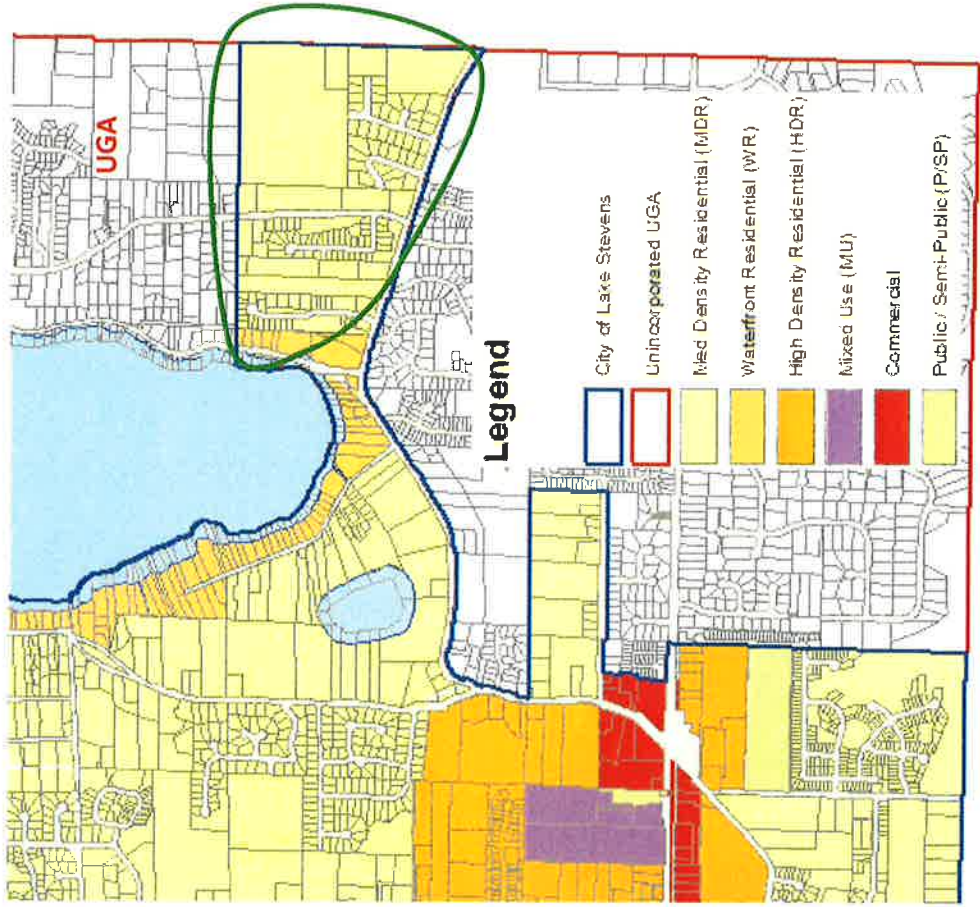 UGA
Legend
City of Lake Stevens
Unincorporated UGA
Med Density Residential (MDR)
Waterfront Residential (WR)
High Density Residential (HDR)
Mixed Use (MU)
Commercial
Public / Semi-Public (P/SP)